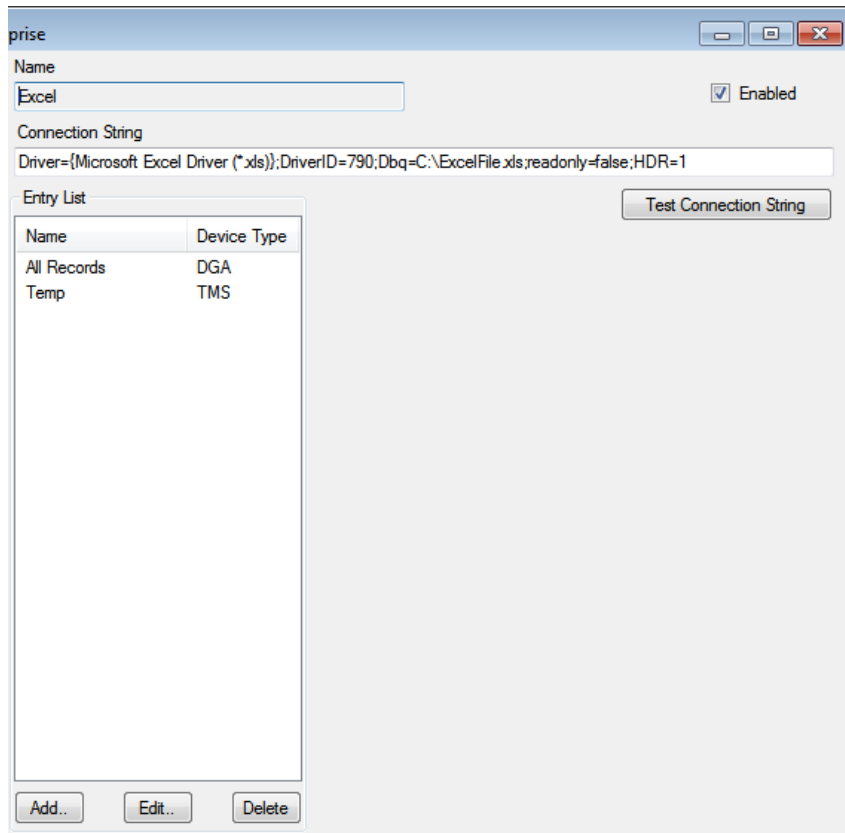 prise
Name
Excel
Enabled
Connection String
Driver={Microsoft Excel Driver (*.xls)};DriverID=790;Dbq=C:\ExcelFile.xls;readonly=false;HDR=1
Entry List
Test Connection String
Name Device Type
All Records DGA
Temp TMS
Add.. Edit.. Delete